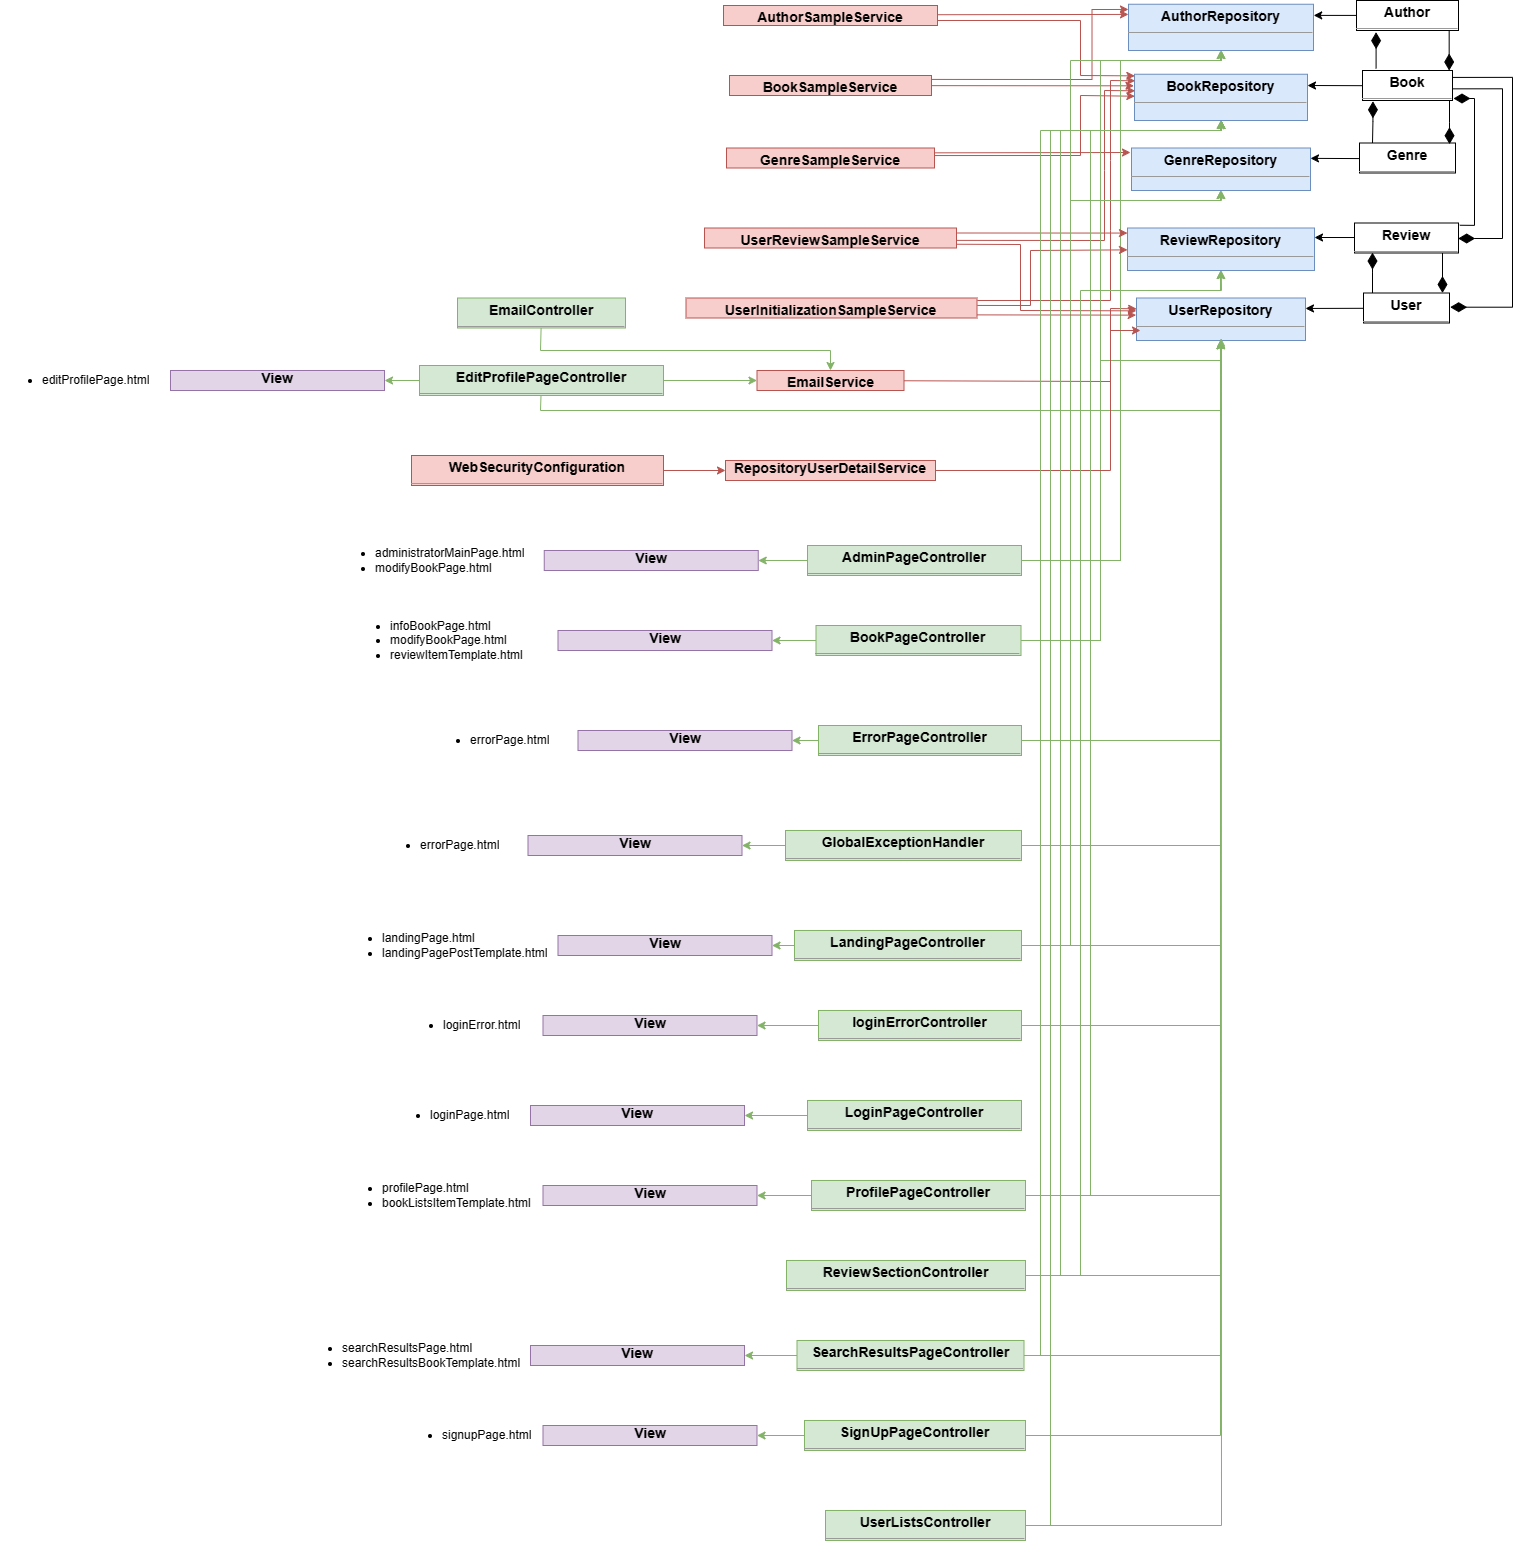 AuthorSampleService
AuthorRepository
Author
BookSampleService
BookRepository
Book
GenreSampleService
GenreRepository
Genre
UserReviewSampleService
ReviewRepository
Review
EmailController
UserInitializationSampleService
UserRepository
User
editProfilePage.html
View
EditProfilePageController
EmailService
WebSecurityConfiguration
RepositoryUserDetailService
administratorMainPage.html
modifyBookPage.html
View
AdminPageController
infoBookPage.html
modifyBookPage.html
reviewItemTemplate.html
View
BookPageController
errorPage.html
View
ErrorPageController
errorPage.html
View
GlobalExceptionHandler
landingPage.html
landingPagePostTemplate.html
View
LandingPageController
loginError.html
View
loginErrorController
loginPage.html
View
LoginPageController
profilePage.html
bookListsItemTemplate.html
View
ProfilePageController
ReviewSectionController
searchResultsPage.html
searchResultsBookTemplate.html
View
SearchResultsPageController
signupPage.html
View
SignUpPageController
UserListsController